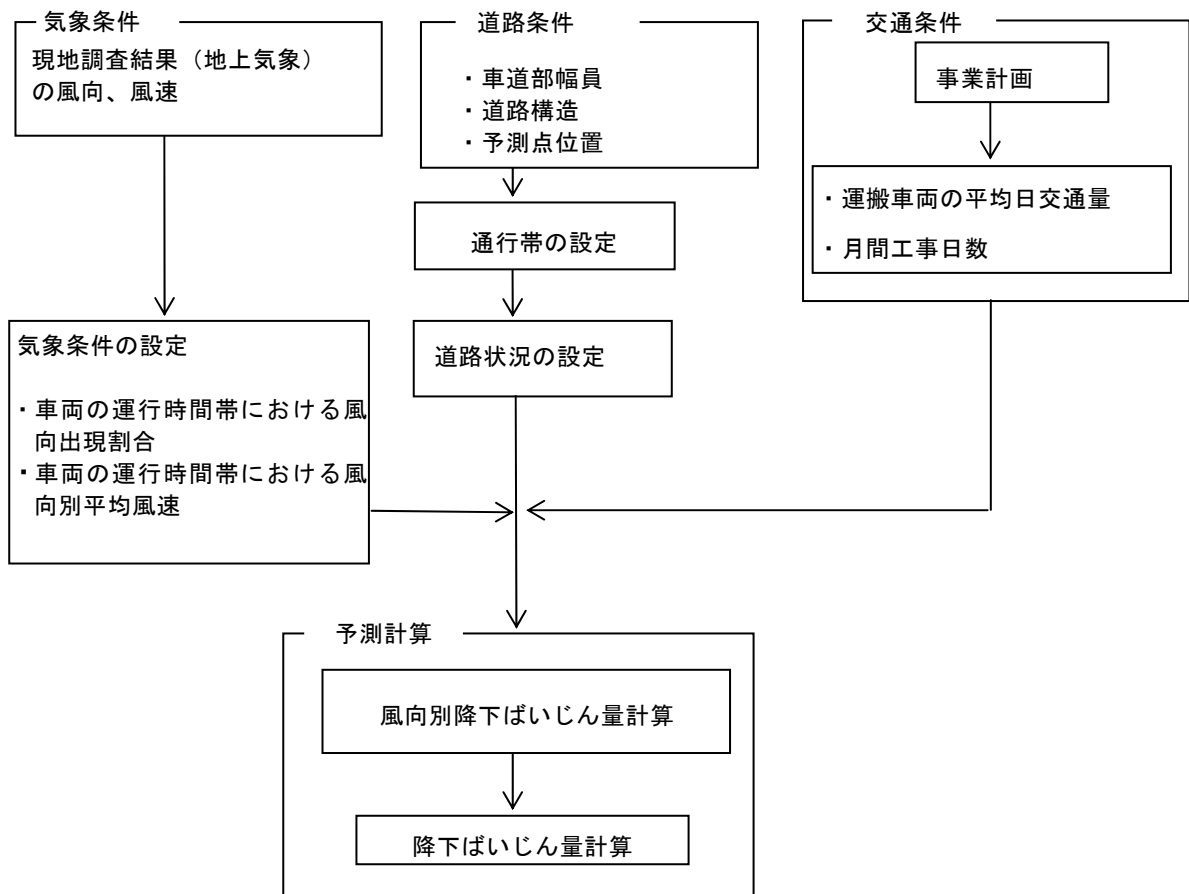 気象条件
現地調査結果（地上気象）
の風向、風速
道路条件
・車道部幅員
・道路構造
・予測点位置
交通条件
事業計画
・運搬車両の平均日交通量
・月間工事日数
通行帯の設定
気象条件の設定
・車両の運行時間帯における風
向出現割合
・車両の運行時間帯における風
向別平均風速
道路状況の設定
予測計算
風向別降下ばいじん量計算
降下ばいじん量計算